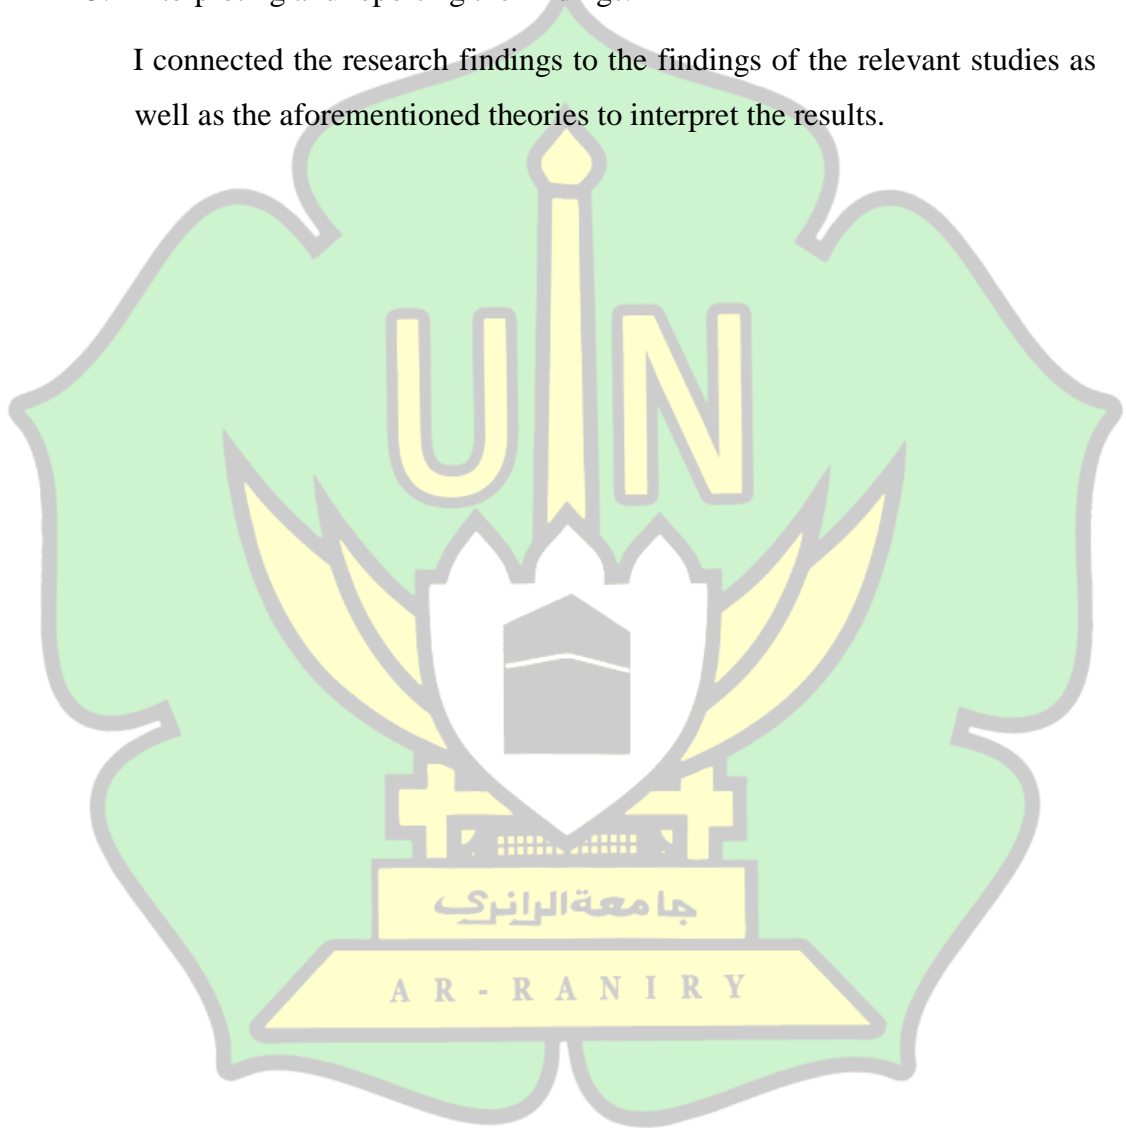 I connected the research findings to the findings of the relevant studies as
well as the aforementioned theories to interpret the results.
UIN
جامعة الرانري
AR-RANIRY